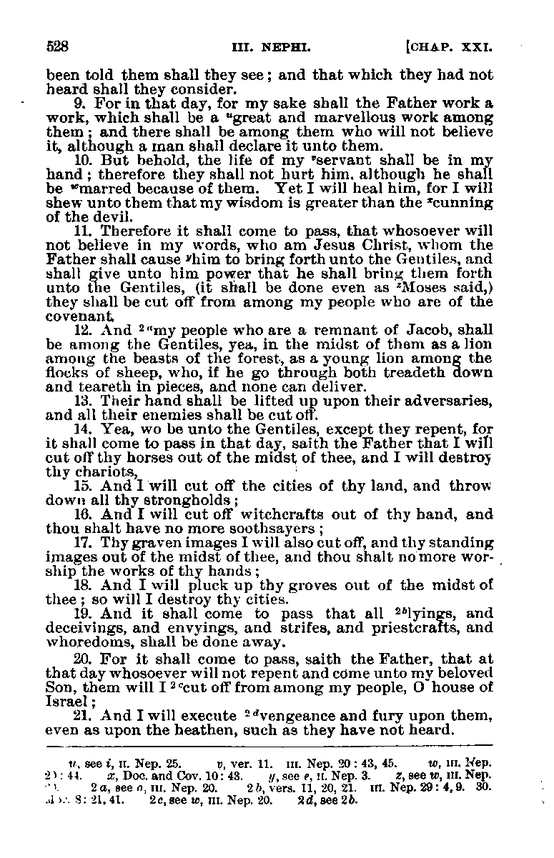 528 III. NEPHI. [CHAP. XXI.
been told them shall they see; and that which they had not
heard shall they consider.
9. For in that day, for my sake shall the Father work a
work, which shall be a ᵘgreat and marvellous work among
them; and there shall be among them who will not believe
it, although a man shall declare it unto them.
10. But behold, the life of my ᵛservant shall be in my
hand; therefore they shall not hurt him, although he shall
be ʷmarred because of them. Yet I will heal him, for I will
shew unto them that my wisdom is greater than the ˣcunning
of the devil.
11. Therefore it shall come to pass, that whosoever will
not believe in my words, who am Jesus Christ, whom the
Father shall cause ʸhim to bring forth unto the Gentiles, and
shall give unto him power that he shall bring them forth
unto the Gentiles, (it shall be done even as ᶻMoses said,)
they shall be cut off from among my people who are of the
covenant.
12. And ²ᵃmy people who are a remnant of Jacob, shall
be among the Gentiles, yea, in the midst of them as a lion
among the beasts of the forest, as a young lion among the
flocks of sheep, who, if he go through both treadeth down
and teareth in pieces, and none can deliver.
13. Their hand shall be lifted up upon their adversaries,
and all their enemies shall be cut off.
14. Yea, wo be unto the Gentiles, except they repent, for
it shall come to pass in that day, saith the Father that I will
cut off thy horses out of the midst of thee, and I will destroy
thy chariots,
15. And I will cut off the cities of thy land, and throw
down all thy strongholds;
16. And I will cut off witchcrafts out of thy hand, and
thou shalt have no more soothsayers;
17. Thy graven images I will also cut off, and thy standing
images out of the midst of thee, and thou shalt no more wor-
ship the works of thy hands;
18. And I will pluck up thy groves out of the midst of
thee; so will I destroy thy cities.
19. And it shall come to pass that all ²ᵇlyings, and
deceivings, and envyings, and strifes, and priestcrafts, and
whoredoms, shall be done away.
20. For it shall come to pass, saith the Father, that at
that day whosoever will not repent and come unto my beloved
Son, them will I ²ᶜcut off from among my people, O house of
Israel;
21. And I will execute ²ᵈvengeance and fury upon them,
even as upon the heathen, such as they have not heard.
u, see i, II. Nep. 25. v, ver. 11. III. Nep. 20: 43, 45. w, III. Nep.
44. x, Doc. and Cov. 10: 43. y, see e, II. Nep. 3. z, see w, III. Nep.
2a, see n, III. Nep. 20. 2b, vers. 11, 20, 21. III. Nep. 29: 4, 9. 30.
8: 21, 41. 2c, see w, III. Nep. 20. 2d, see 2b.